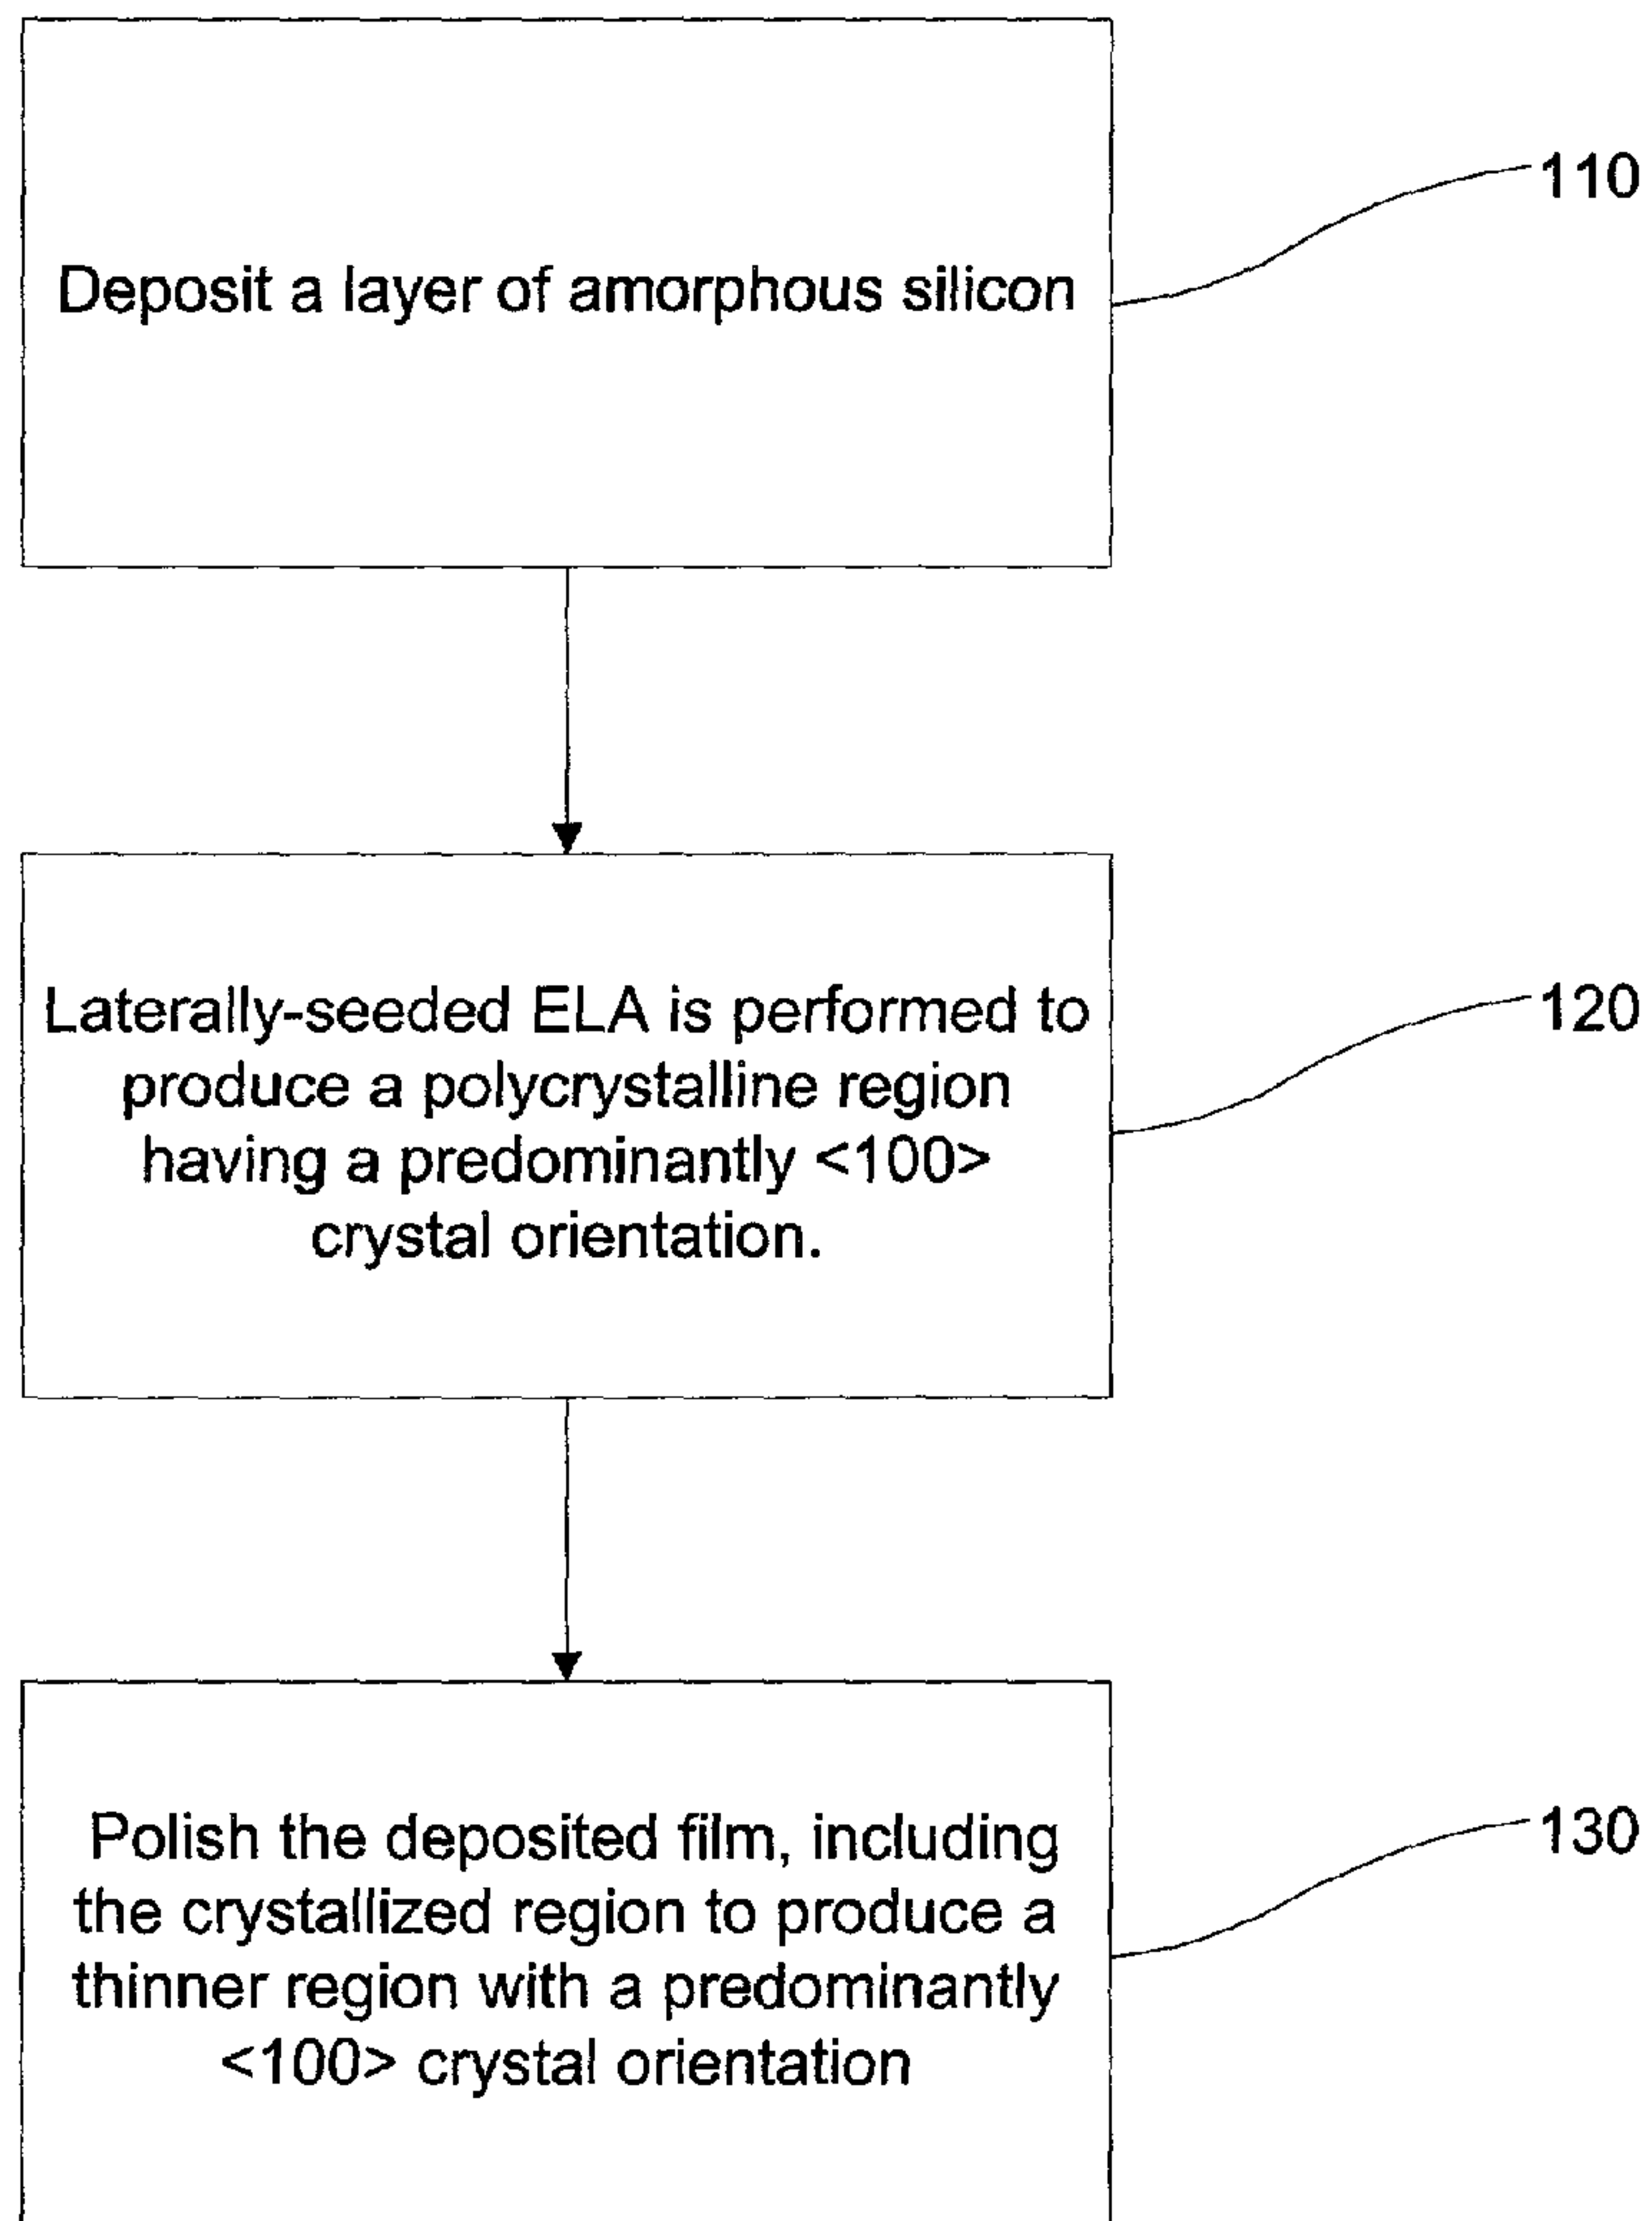 Deposit a layer of amorphous silicon
110
Laterally-seeded ELA is performed to
produce a polycrystalline region
having a predominantly <100>
crystal orientation.
120
Polish the deposited film, including
the crystallized region to produce a
thinner region with a predominantly
<100> crystal orientation
130